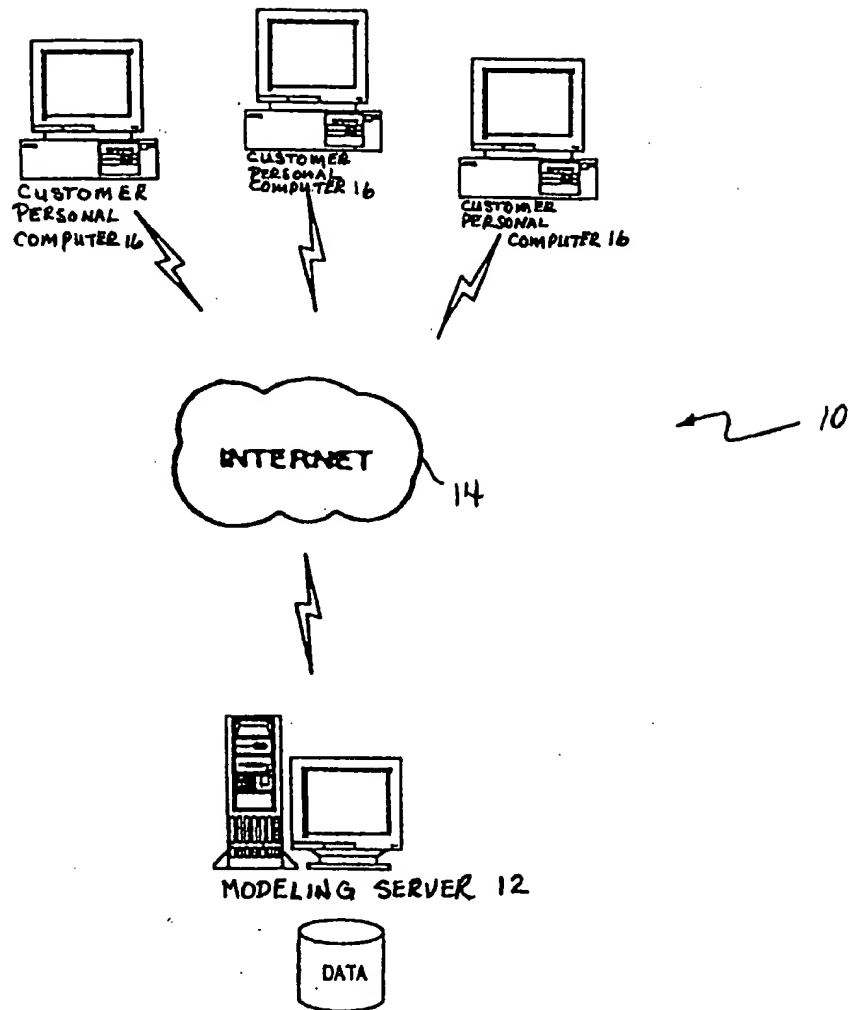 CUSTOMER
PERSONAL
COMPUTER 16
CUSTOMER
PERSONAL
COMPUTER 16
CUSTOMER
PERSONAL
COMPUTER 16
INTERNET
14
10
MODELING SERVER 12
DATA